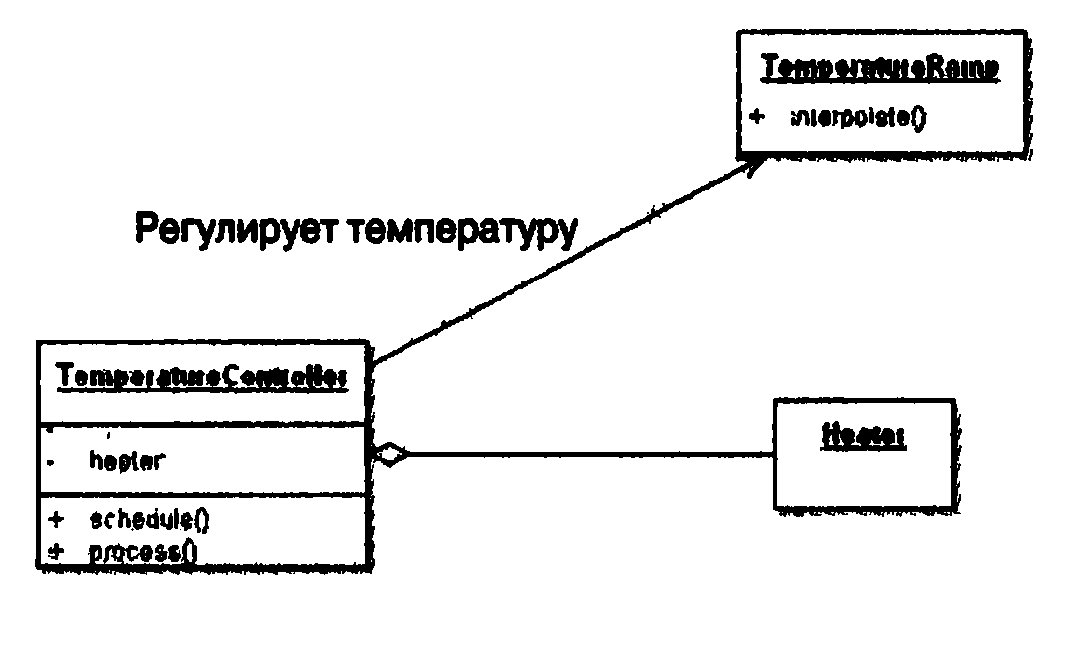 TemperatureRamp
+ interpolate()
Регулирует температуру
TemperatureController
- heater
+ schedule()
+ process()
Heater